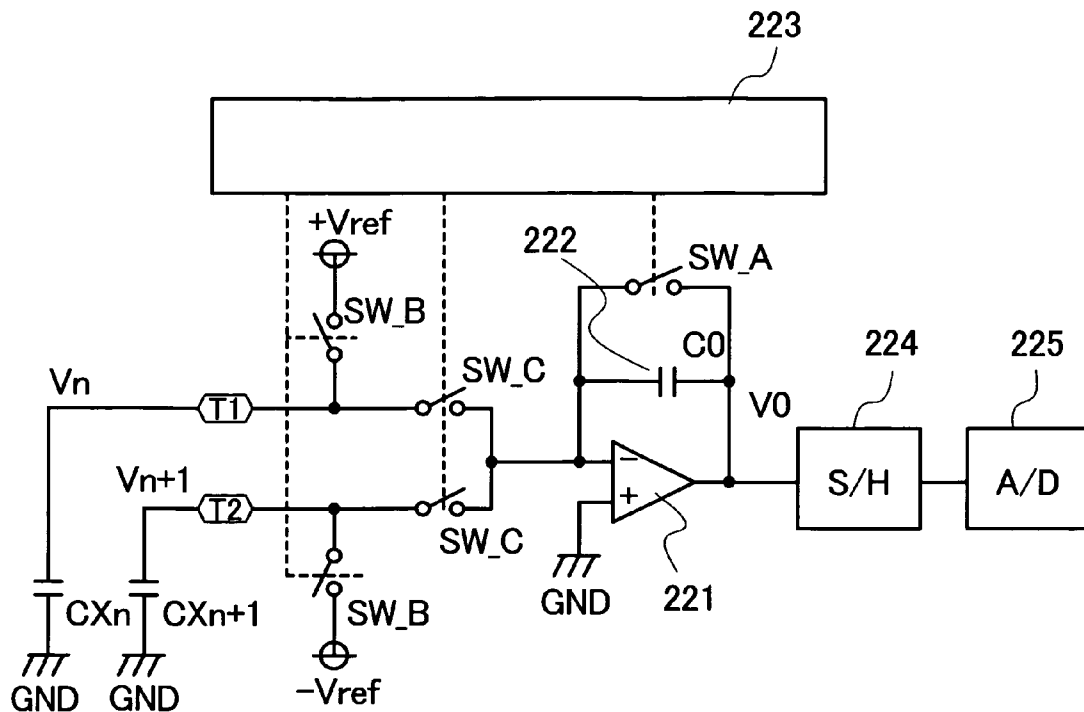 223
+Vref
222
SW_A
SW_B
C0
224
225
Vn
SW_C
V0
T1
Vn+1
−
S/H
A/D
T2
+
SW_C
GND
221
CXn
CXn+1
SW_B
GND
GND
−Vref